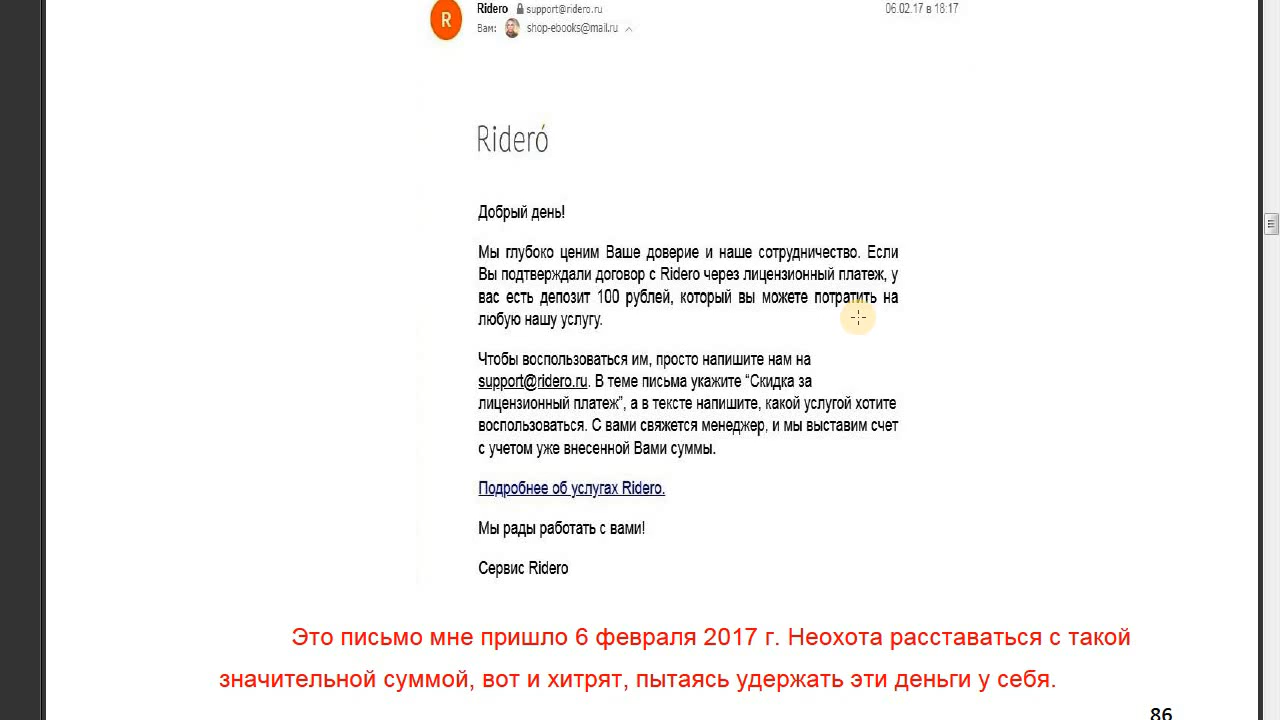 R
Ridero support@ridero.ru 06.02.17 в 18:17
Вам: shop-ebooks@mail.ru
Rideró
Добрый день!
Мы глубоко ценим Ваше доверие и наше сотрудничество. Если
Вы подтверждали договор с Ridero через лицензионный платеж, у
вас есть депозит 100 рублей, который вы можете потратить на
любую нашу услугу.
Чтобы воспользоваться им, просто напишите нам на
support@ridero.ru. В теме письма укажите “Скидка за
лицензионный платеж”, а в тексте напишите, какой услугой хотите
воспользоваться. С вами свяжется менеджер, и мы выставим счет
с учетом уже внесенной Вами суммы.
Подробнее об услугах Ridero.
Мы рады работать с вами!
Сервис Ridero
Это письмо мне пришло 6 февраля 2017 г. Неохота расставаться с такой
значительной суммой, вот и хитрят, пытаясь удержать эти деньги у себя.
86